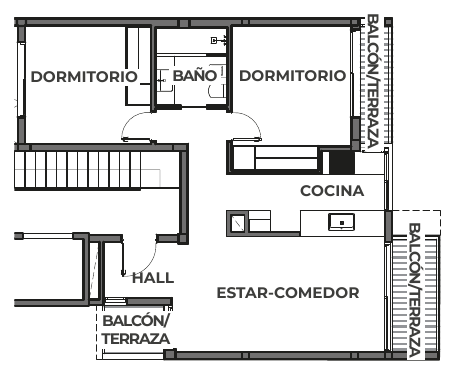 DORMITORIO
BAÑO
DORMITORIO
BALCÓN/TERRAZA
COCINA
HALL
ESTAR-COMEDOR
BALCÓN/TERRAZA
BALCÓN/
TERRAZA